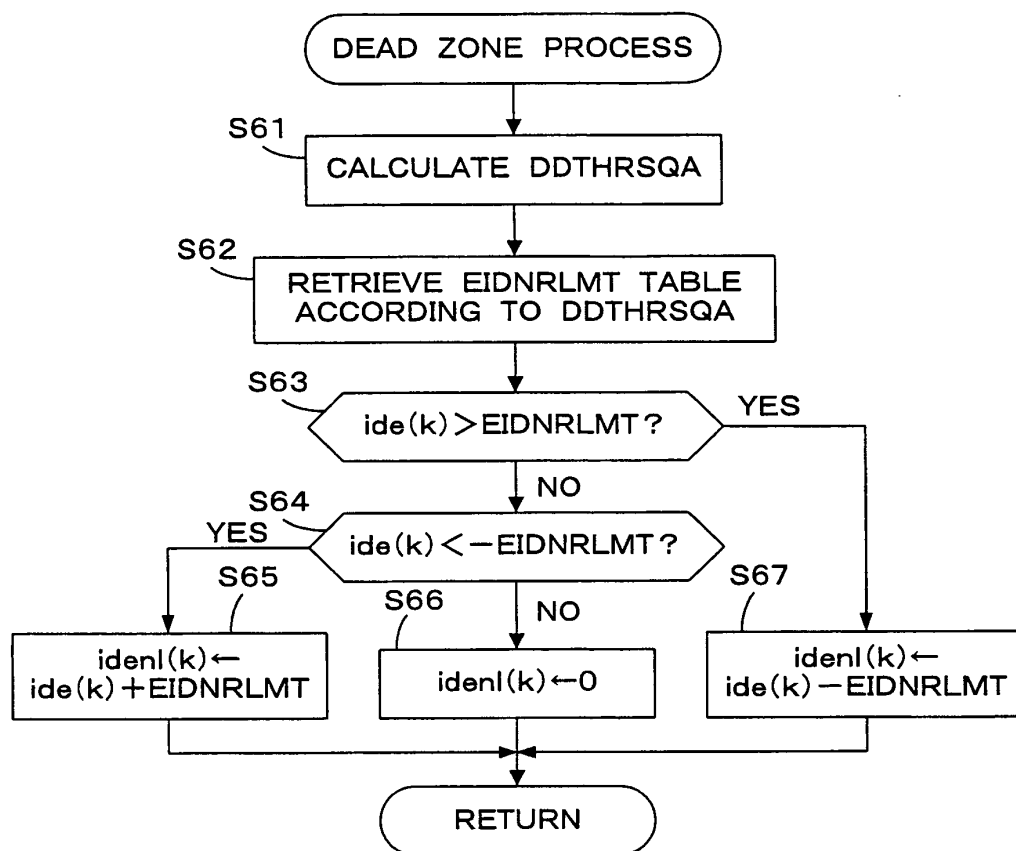 DEAD ZONE PROCESS
S61
CALCULATE DDTHRSQA
S62
RETRIEVE EIDNRLMT TABLE
ACCORDING TO DDTHRSQA
S63
ide(k)>EIDNRLMT?
YES
NO
S64
YES
ide(k)<-EIDNRLMT?
S65
S66
NO
S67
idenl(k)←
ide(k)+EIDNRLMT
idenl(k)←0
idenl(k)←
ide(k)-EIDNRLMT
RETURN